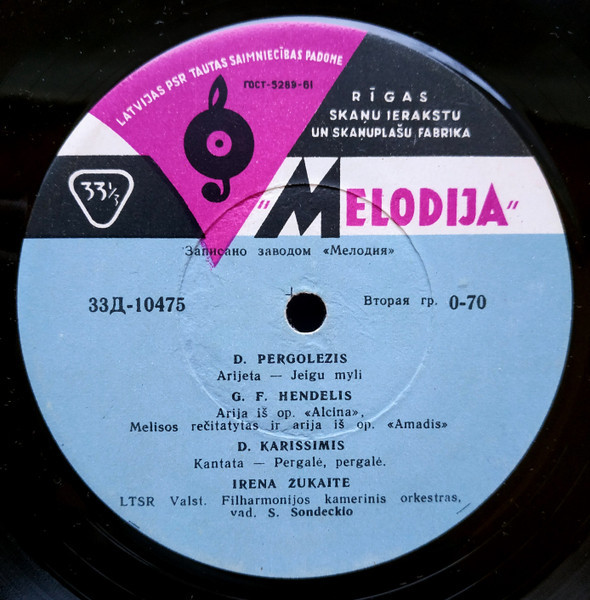 LATVIJAS PSR TAUTAS SAIMNIECĪBAS PADOME
ГОСТ-5289-61
RĪGAS
SKAŅU IERAKSTU
UN SKAŅUPLAŠU FABRIKA
33⅓
"MELODIJA"
Записано заводом «Мелодия»
33Д-10475
Вторая гр. 0-70
D. PERGOLEZIS
Arijeta — Jeigu myli
G. F. HENDELIS
Arija iš op. «Alcina»,
Melisos rečitatytas ir arija iš op. «Amadis»
D. KARISSIMIS
Kantata — Pergalė, pergalė.
IRENA ŽUKAITE
LTSR Valst. Filharmonijos kamerinis orkestras,
vad. S. Sondeckio